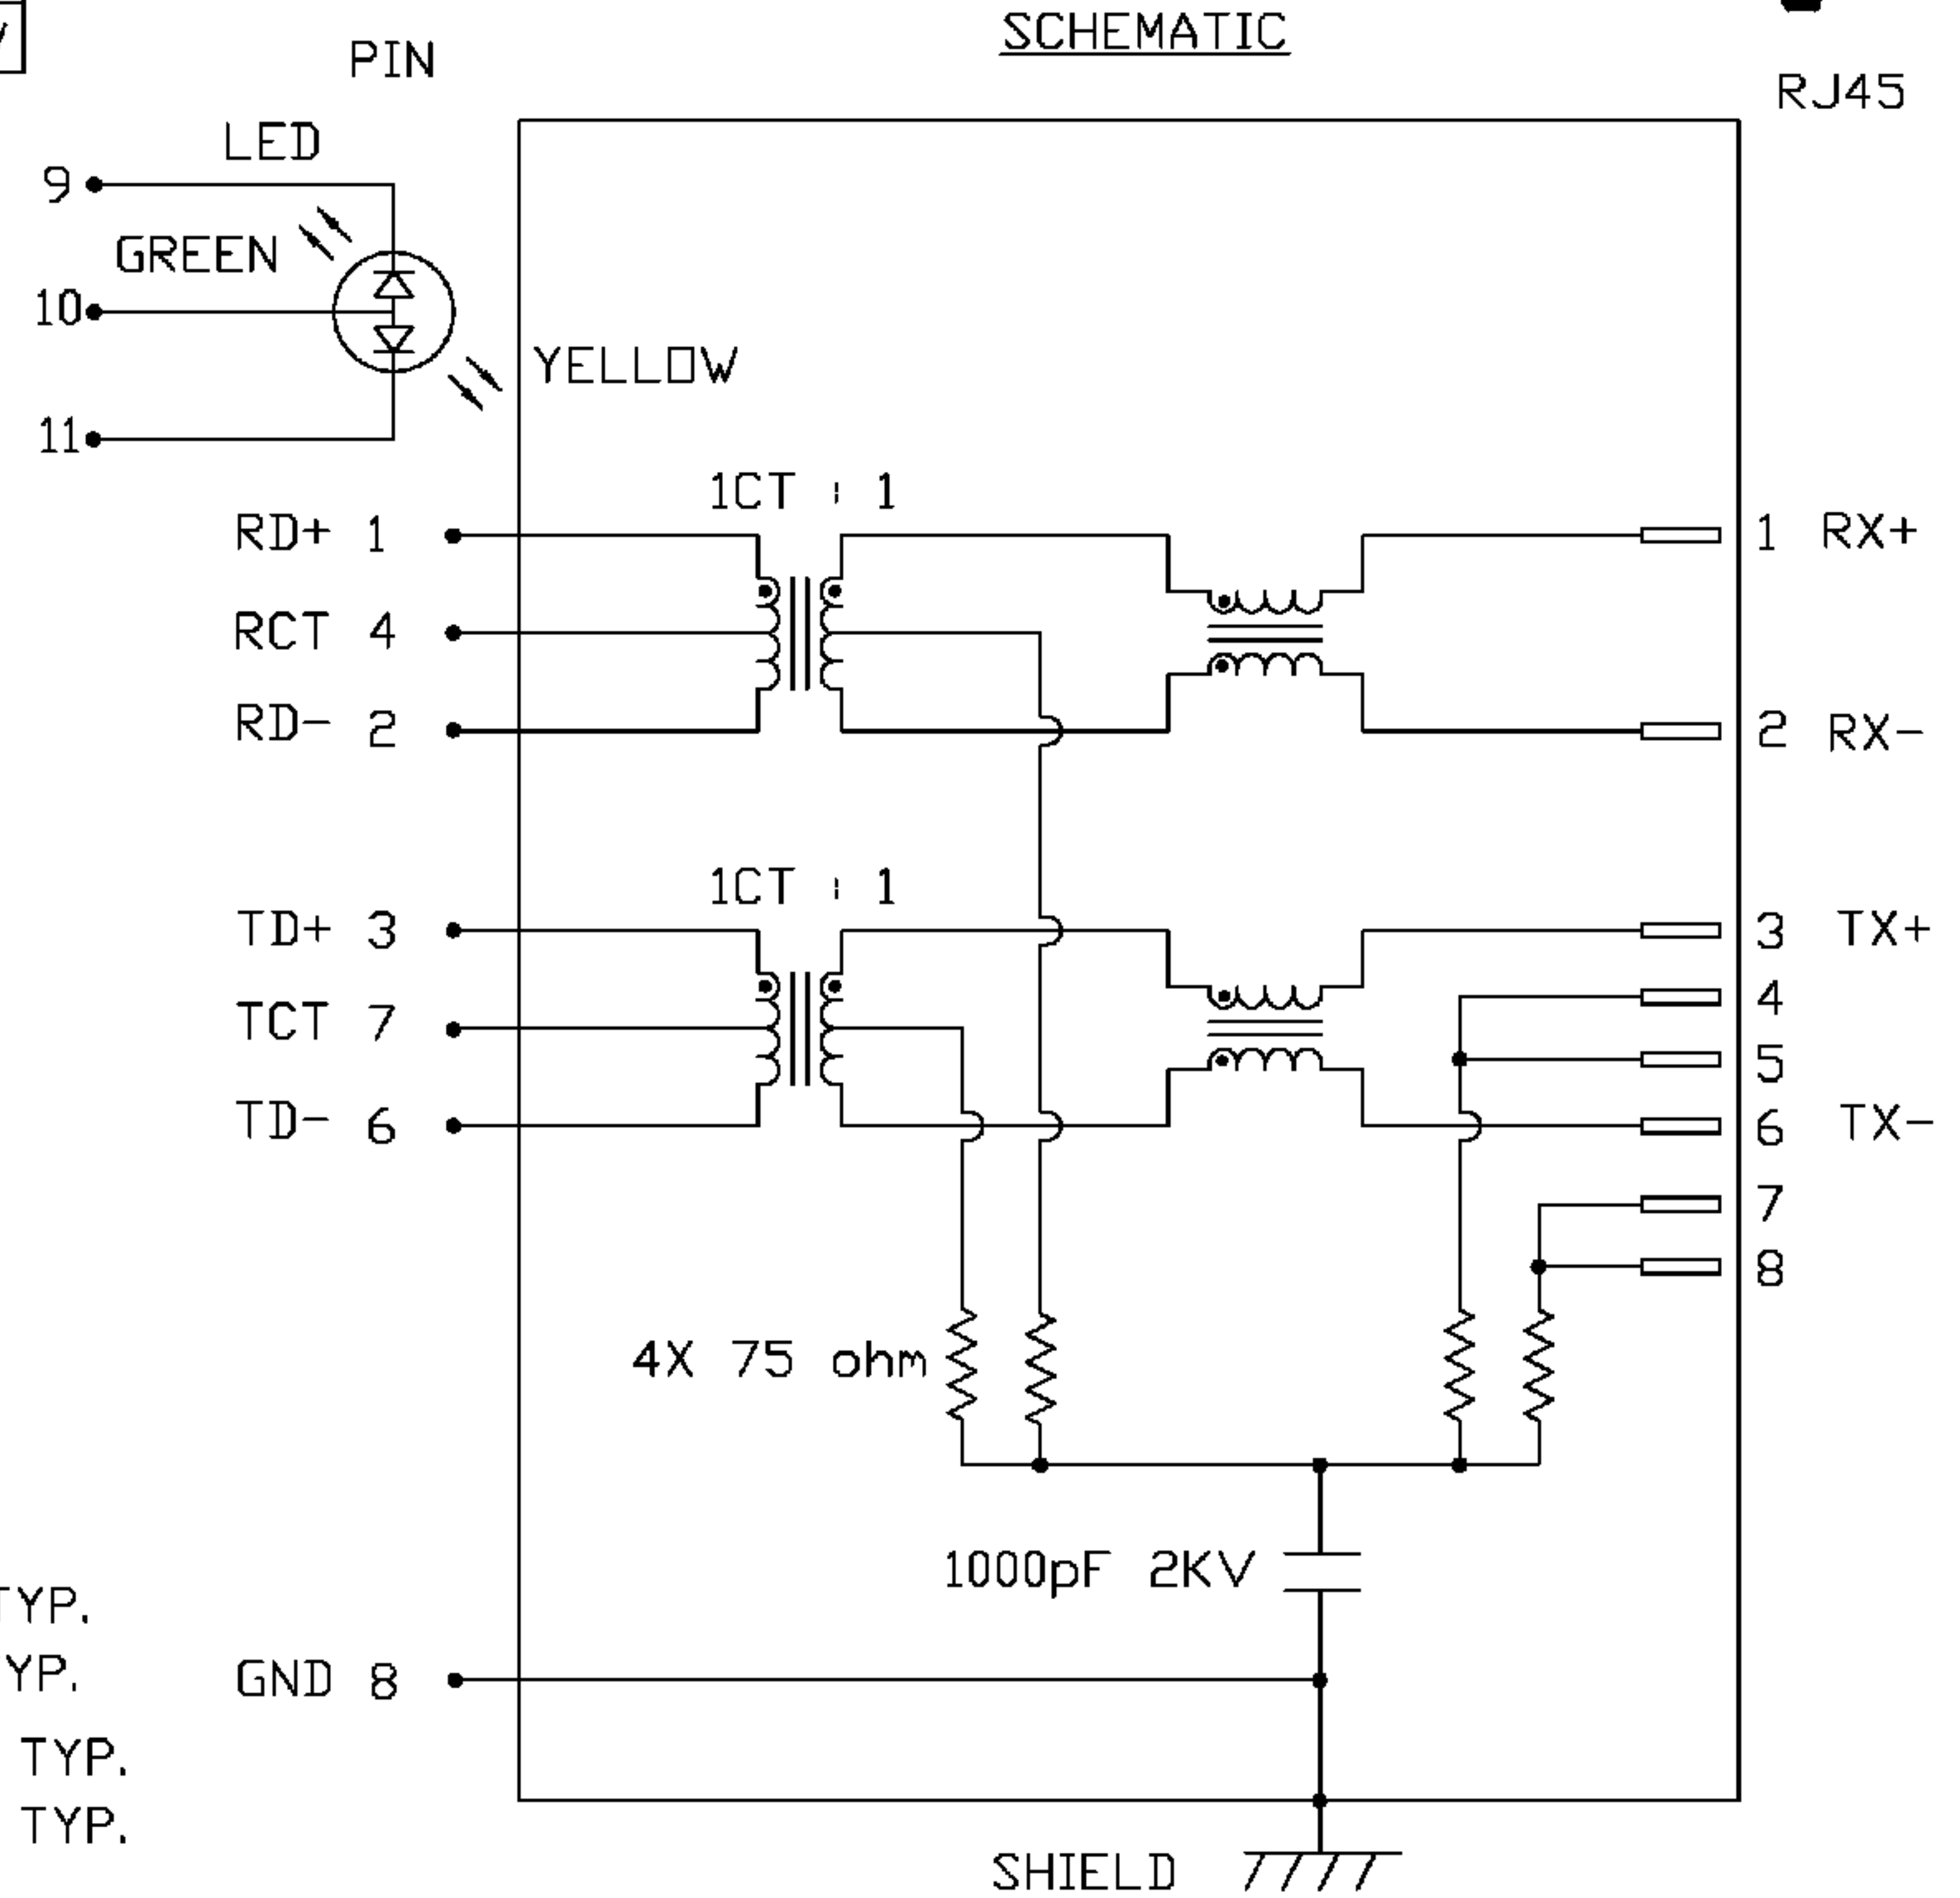 SCHEMATIC
PIN
RJ45
LED
9
GREEN
10
YELLOW
11
1CT : 1
RD+ 1
1 RX+
RCT 4
RD- 2
2 RX-
1CT : 1
TD+ 3
3 TX+
4
TCT 7
5
TD- 6
6 TX-
7
8
4X 75 ohm
1000pF 2KV
TYP.
YP.
GND 8
TYP.
TYP.
SHIELD